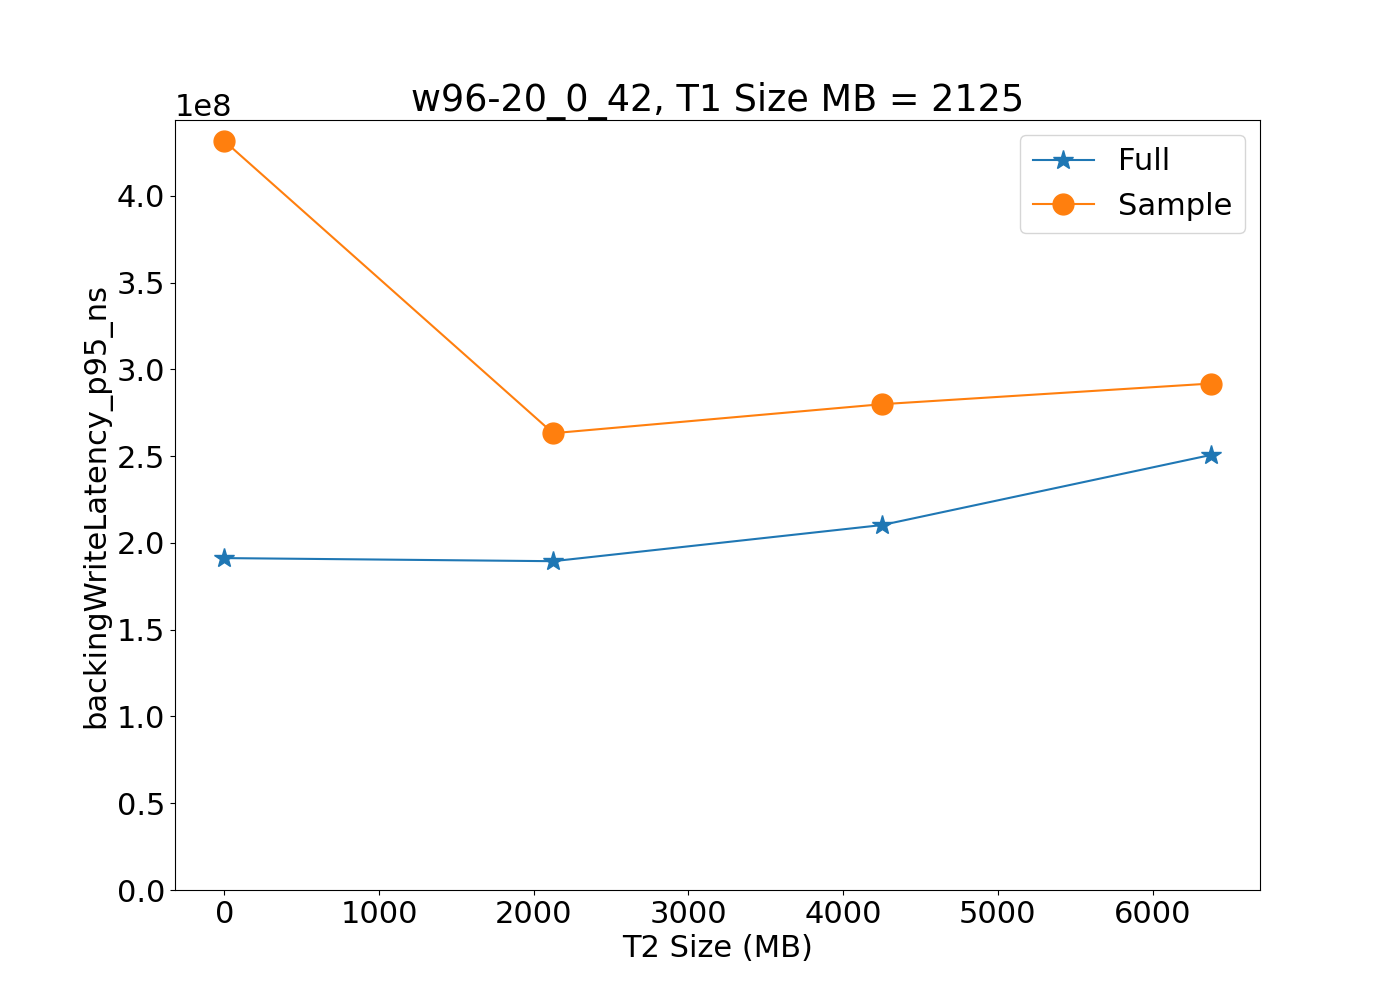 w96-20_0_42, T1 Size MB = 2125
1e8
Full
Sample
4.0
3.5
3.0
2.5
2.0
1.5
1.0
0.5
0.0
backingWriteLatency_p95_ns
0 1000 2000 3000 4000 5000 6000
T2 Size (MB)